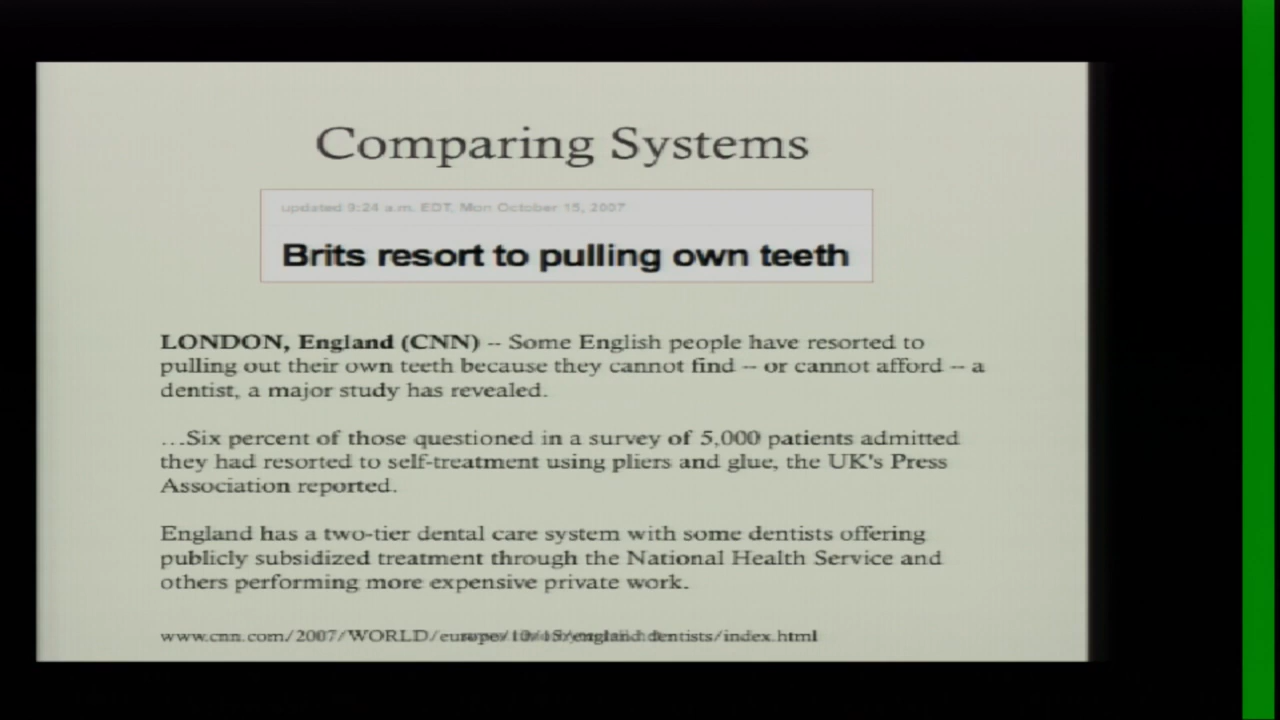 Comparing Systems
updated 9:24 a.m. EDT, Mon October 15, 2007
Brits resort to pulling own teeth
LONDON, England (CNN) -- Some English people have resorted to
pulling out their own teeth because they cannot find -- or cannot afford -- a
dentist, a major study has revealed.
…Six percent of those questioned in a survey of 5,000 patients admitted
they had resorted to self-treatment using pliers and glue, the UK's Press
Association reported.
England has a two-tier dental care system with some dentists offering
publicly subsidized treatment through the National Health Service and
others performing more expensive private work.
www.cnn.com/2007/WORLD/europe/10/15/england.dentists/index.html